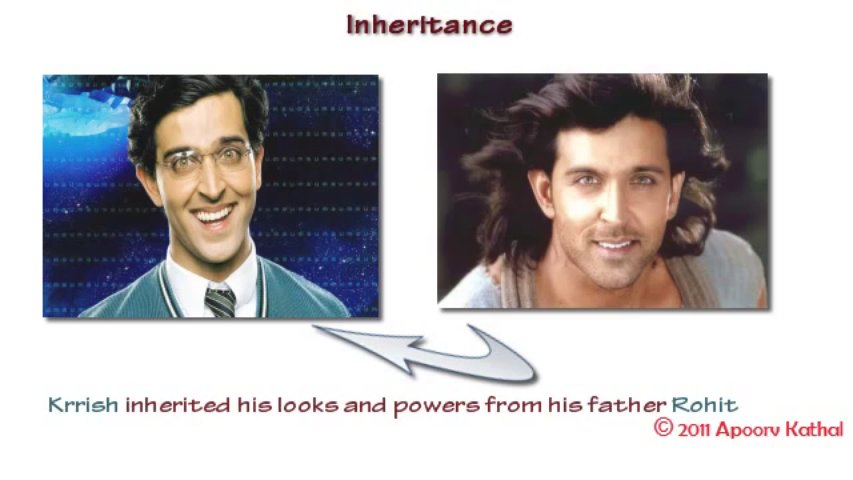 Inheritance
Krrish inherited his looks and powers from his father Rohit
© 2011 Apoorv Kathal